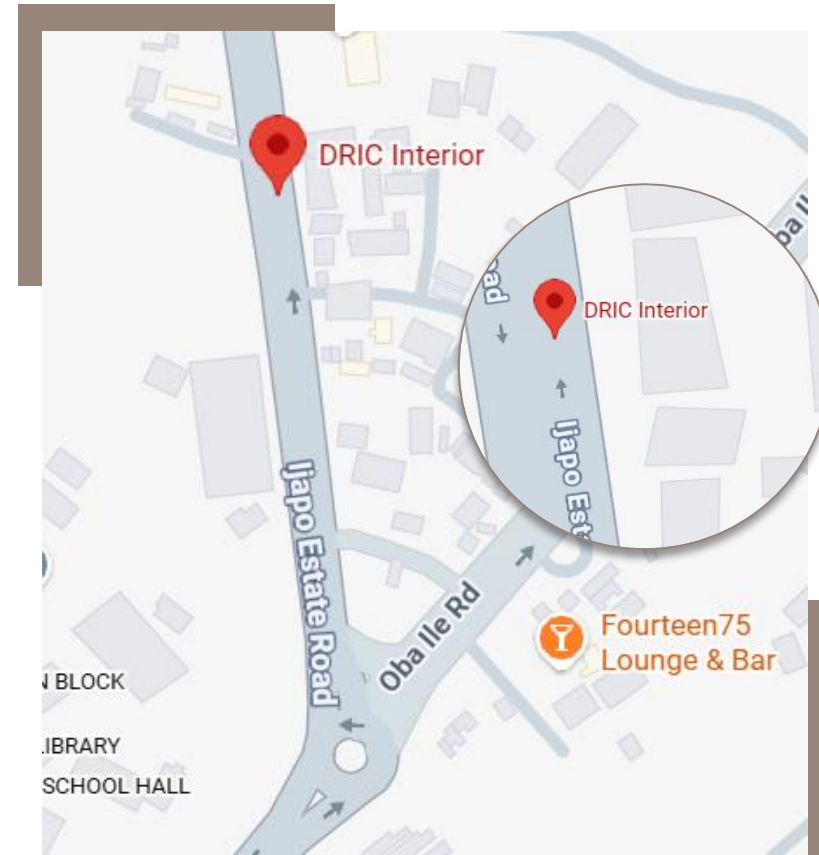 DRIC Interior
ad
DRIC Interior
Ijapo Est
Ijapo Estate Road
Oba Ile Rd
Fourteen75
Lounge & Bar
BLOCK
LIBRARY
SCHOOL HALL